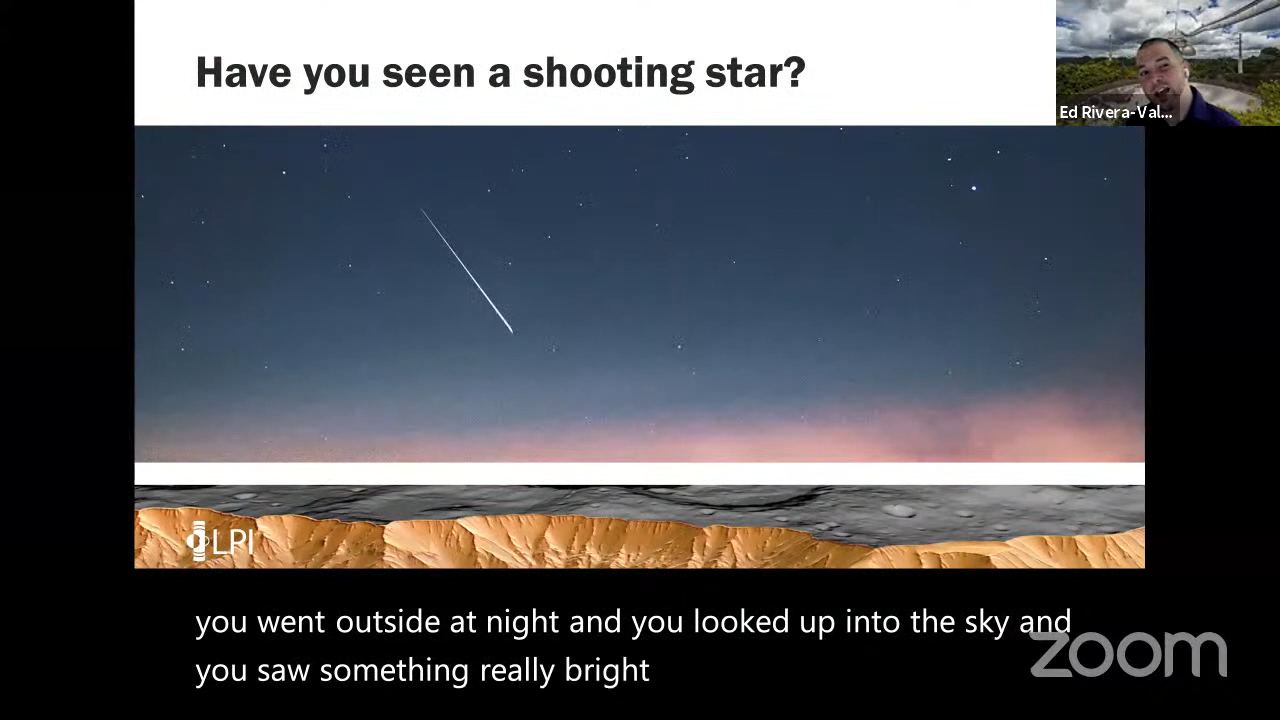 Have you seen a shooting star?
Ed Rivera-Val...
LPI
you went outside at night and you looked up into the sky and
you saw something really bright
zoom